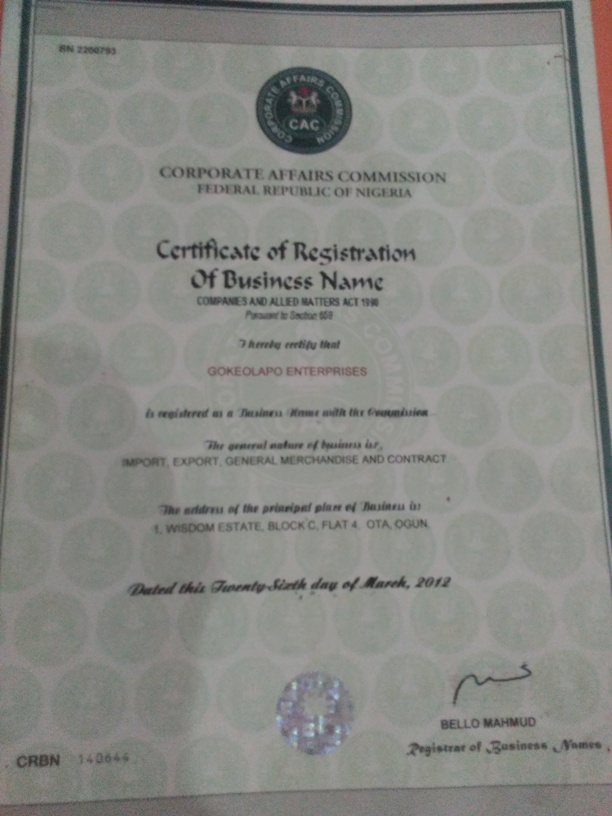 BN 2200793
CORPORATE AFFAIRS COMMISSION
CAC
CORPORATE AFFAIRS COMMISSION
FEDERAL REPUBLIC OF NIGERIA
Certificate of Registration
Of Business Name
COMPANIES AND ALLIED MATTERS ACT 1990
Pursuant to Section 659
I hereby certify that
GOKEOLAPO ENTERPRISES
is registered as a Business Name with the Commission
The general nature of business is:
IMPORT, EXPORT, GENERAL MERCHANDISE AND CONTRACT
The address of the principal place of Business is:
1, WISDOM ESTATE, BLOCK C, FLAT 4, OTA, OGUN.
Dated this Twenty-Sixth day of March, 2012
BELLO MAHMUD
Registrar of Business Names
CRBN 140644